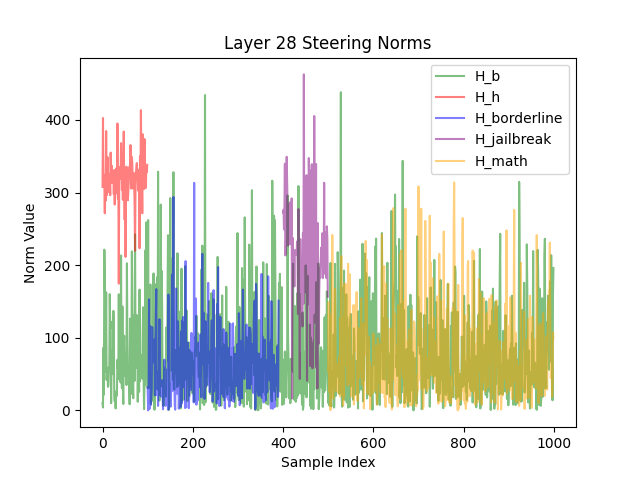 Layer 28 Steering Norms
H_b
H_h
H_borderline
H_jailbreak
H_math
400
300
200
100
0
Norm Value
0
200
400
600
800
1000
Sample Index